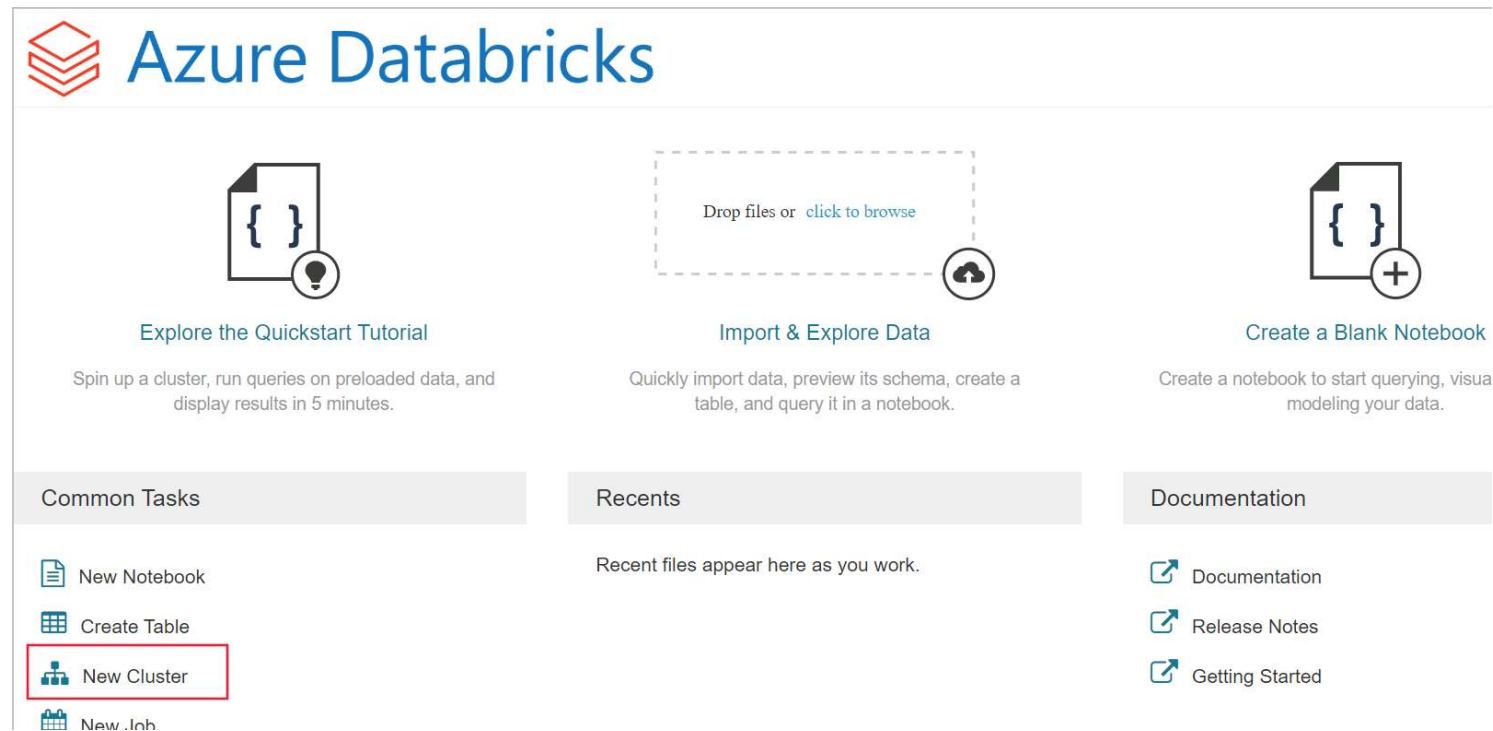 Azure Databricks
{ }
Explore the Quickstart Tutorial
Spin up a cluster, run queries on preloaded data, and
display results in 5 minutes.
Drop files or click to browse
Import & Explore Data
Quickly import data, preview its schema, create a
table, and query it in a notebook.
{ }
Create a Blank Notebook
Create a notebook to start querying,
modeling your data.
Common Tasks
New Notebook
Create Table
New Cluster
New Job
Recents
Recent files appear here as you work.
Documentation
Documentation
Release Notes
Getting Started